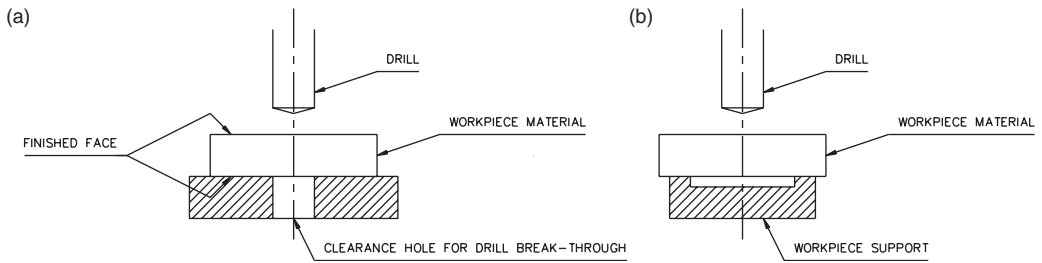 (a)
DRILL
WORKPIECE MATERIAL
FINISHED FACE
CLEARANCE HOLE FOR DRILL BREAK-THROUGH
(b)
DRILL
WORKPIECE MATERIAL
WORKPIECE SUPPORT